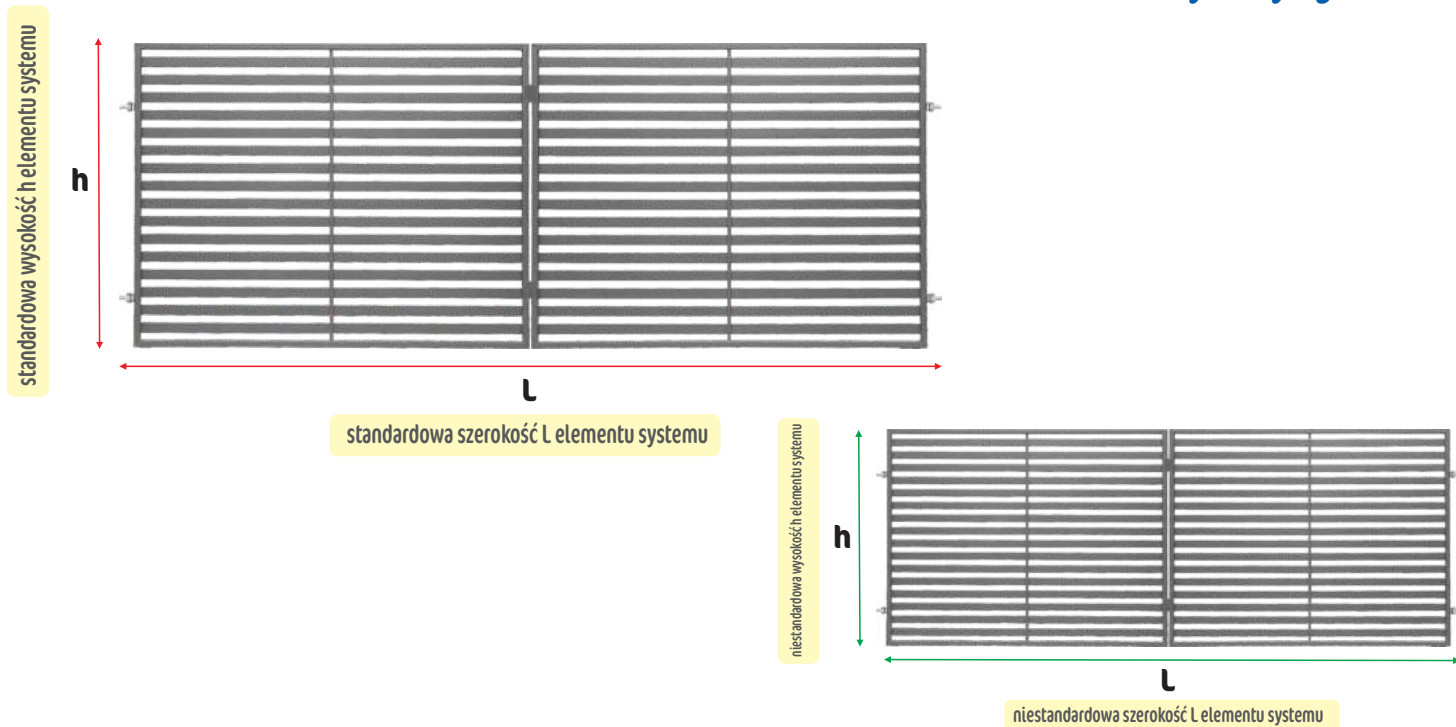 standardowa wysokość h elementu systemu
h
L
standardowa szerokość L elementu systemu
niestandardowa wysokość h elementu systemu
h
L
niestandardowa szerokość L elementu systemu